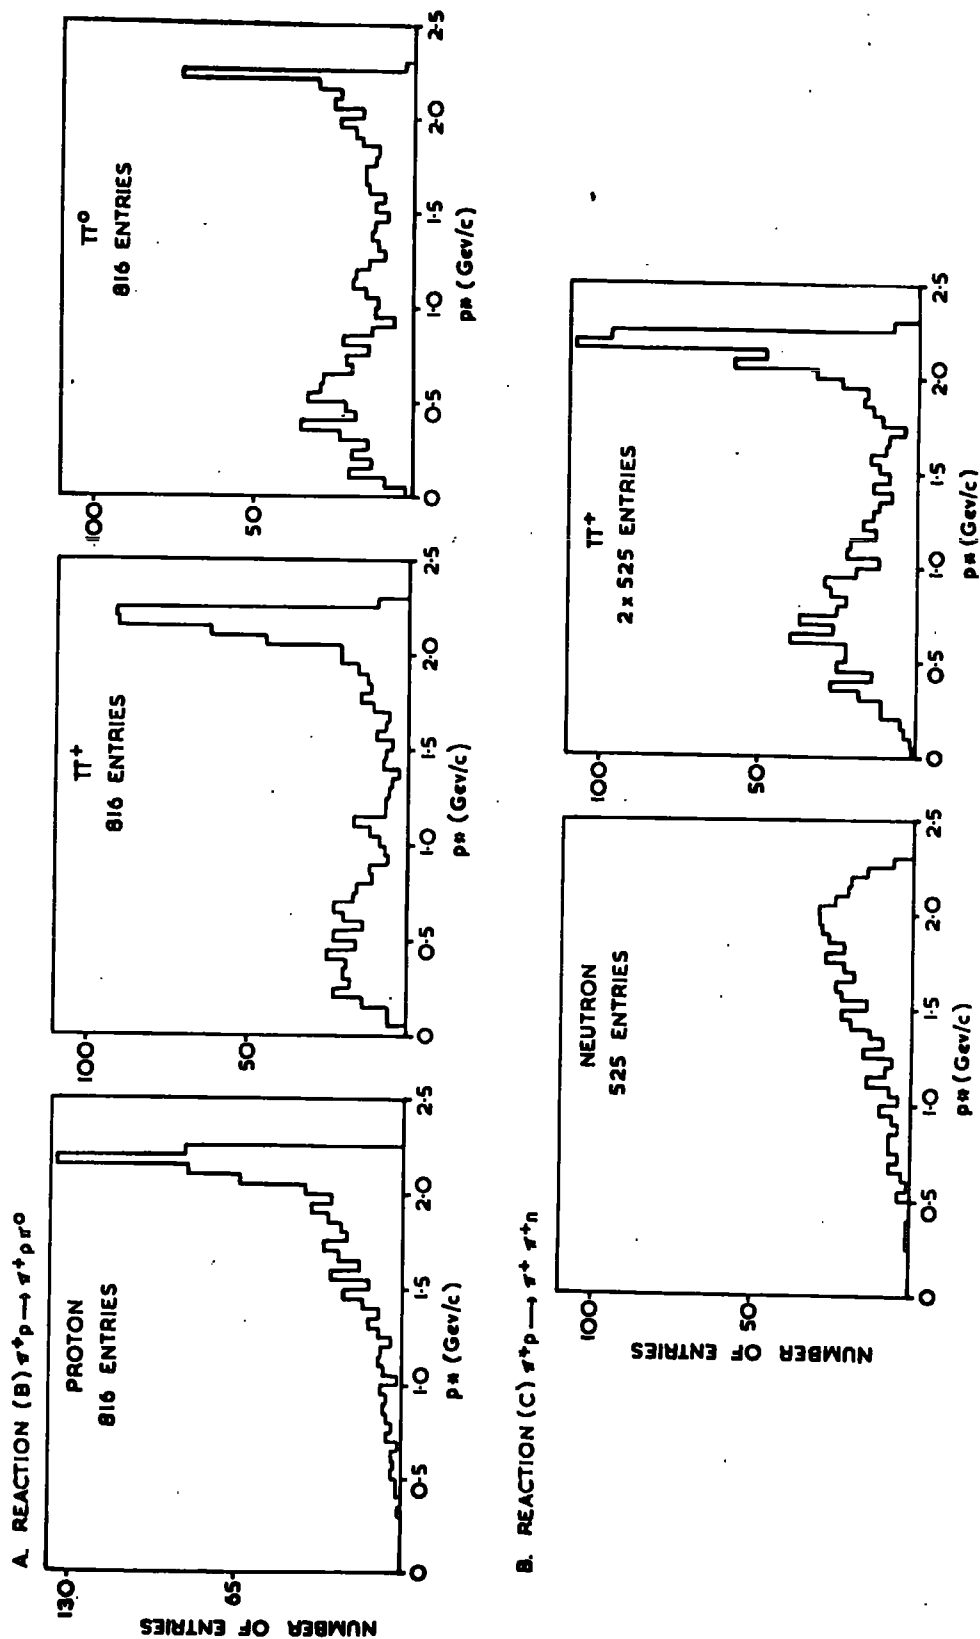 A. REACTION (B) π⁺p ⟶ π⁺pπ⁰
NUMBER OF ENTRIES
130
65
PROTON
816 ENTRIES
0
0·5
1·0
1·5
2·0
2·5
p* (Gev/c)
100
50
π⁺
816 ENTRIES
0
0·5
1·0
1·5
2·0
2·5
p* (Gev/c)
100
50
π⁰
816 ENTRIES
0
0·5
1·0
1·5
2·0
2·5
p* (Gev/c)
B. REACTION (C) π⁺p ⟶ π⁺ π⁺n
NUMBER OF ENTRIES
100
50
NEUTRON
525 ENTRIES
0
0·5
1·0
1·5
2·0
2·5
p* (Gev/c)
100
50
π⁺
2 x 525 ENTRIES
0
0·5
1·0
1·5
2·0
2·5
p* (Gev/c)